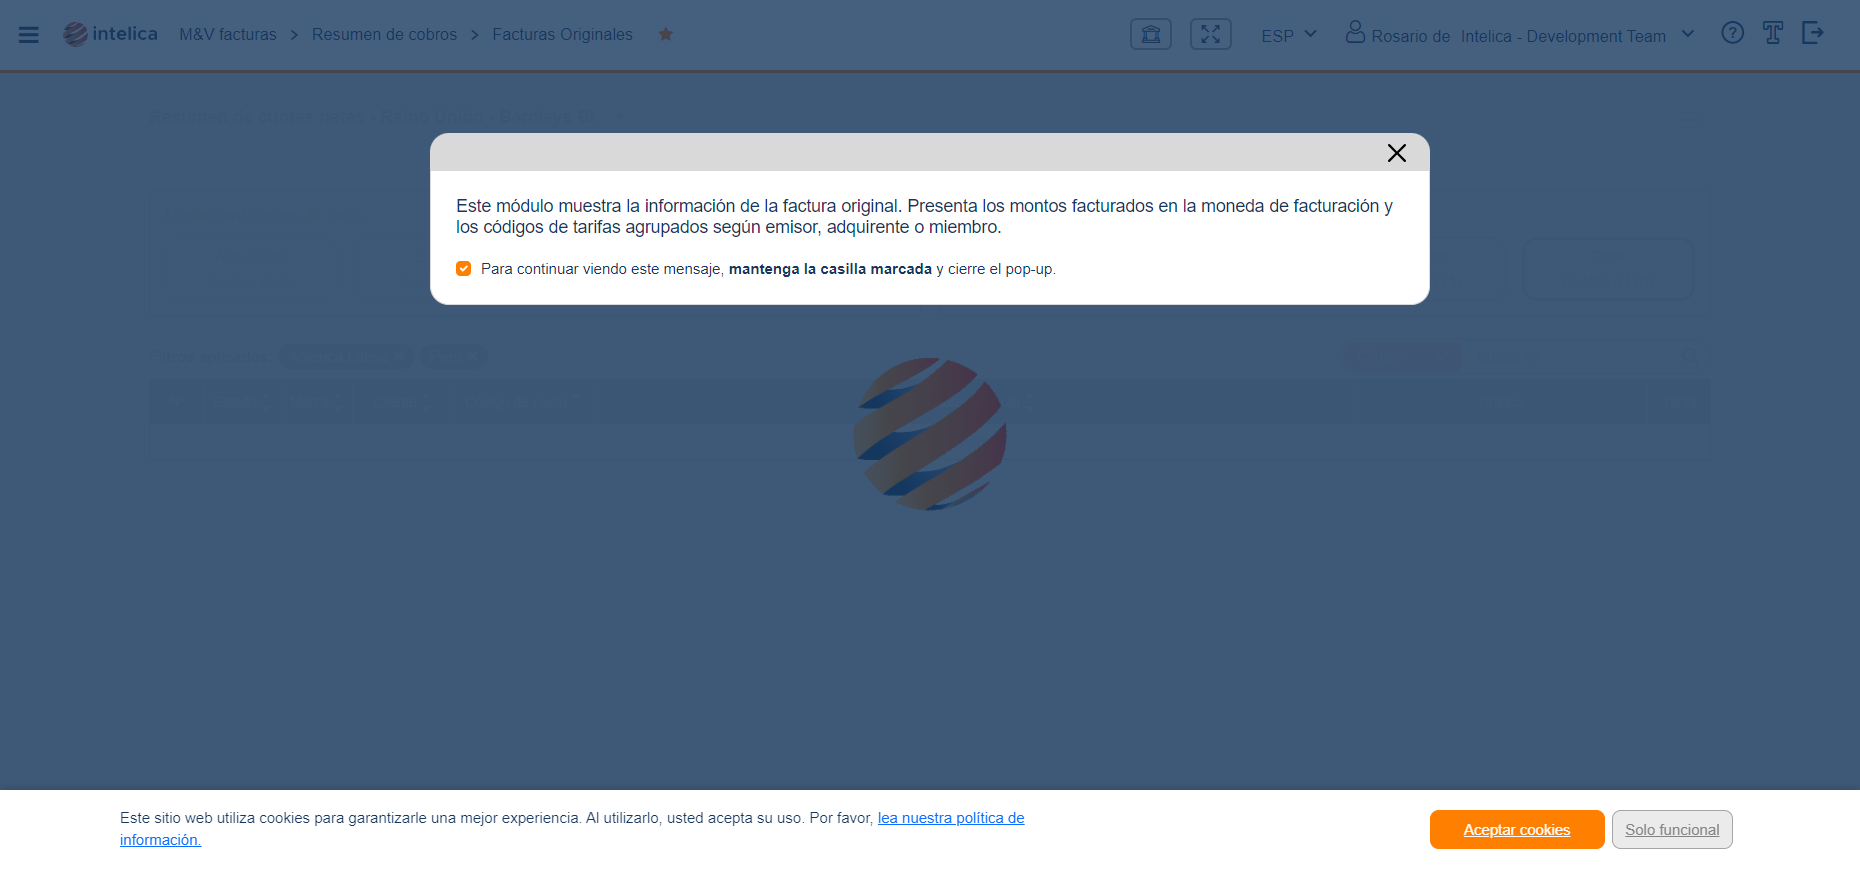 intelica M&V facturas > Resumen de cobros > Facturas Originales ESP Rosario de Intelica - Development Team
Este módulo muestra la información de la factura original. Presenta los montos facturados en la moneda de facturación y
los códigos de tarifas agrupados según emisor, adquirente o miembro.
Para continuar viendo este mensaje, mantenga la casilla marcada y cierre el pop-up.
Este sitio web utiliza cookies para garantizarle una mejor experiencia. Al utilizarlo, usted acepta su uso. Por favor, lea nuestra política de
información.
Aceptar cookies
Solo funcional